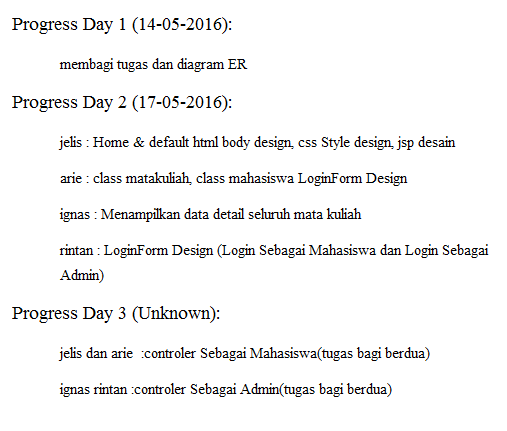 Progress Day 1 (14-05-2016):
membagi tugas dan diagram ER
Progress Day 2 (17-05-2016):
jelis : Home & default html body design, css Style design, jsp desain
arie : class matakuliah, class mahasiswa LoginForm Design
ignas : Menampilkan data detail seluruh mata kuliah
rintan : LoginForm Design (Login Sebagai Mahasiswa dan Login Sebagai
Admin)
Progress Day 3 (Unknown):
jelis dan arie  :controler Sebagai Mahasiswa(tugas bagi berdua)
ignas rintan :controler Sebagai Admin(tugas bagi berdua)